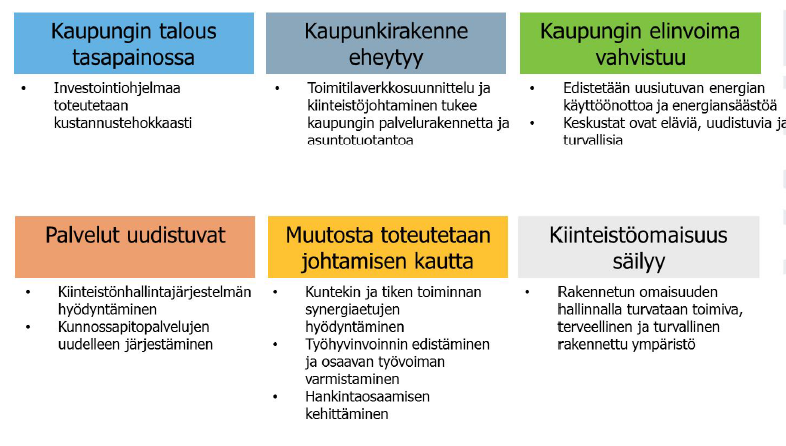 Kaupungin talous
tasapainossa
• Investointiohjelmaa
toteutetaan
kustannustehokkaasti
Kaupunkirakenne
eheytyy
• Toimitilaverkkosuunnittelu ja
kiinteistöjohtaminen tukee
kaupungin palvelurakennetta ja
asuntotuotantoa
Kaupungin elinvoima
vahvistuu
• Edistetään uusiutuvan energian
käyttöönottoa ja energiansäästöä
• Keskustat ovat eläviä, uudistuvia ja
turvallisia
Palvelut uudistuvat
• Kiinteistönhallintajärjestelmän
hyödyntäminen
• Kunnossapitopalvelujen
uudelleen järjestäminen
Muutosta toteutetaan
johtamisen kautta
• Kuntekin ja tiken toiminnan
synergiaetujen
hyödyntäminen
• Työhyvinvoinnin edistäminen
ja osaavan työvoiman
varmistaminen
• Hankintaosaamisen
kehittäminen
Kiinteistöomaisuus
säilyy
• Rakennetun omaisuuden
hallinnalla turvataan toimiva,
terveellinen ja turvallinen
rakennettu ympäristö